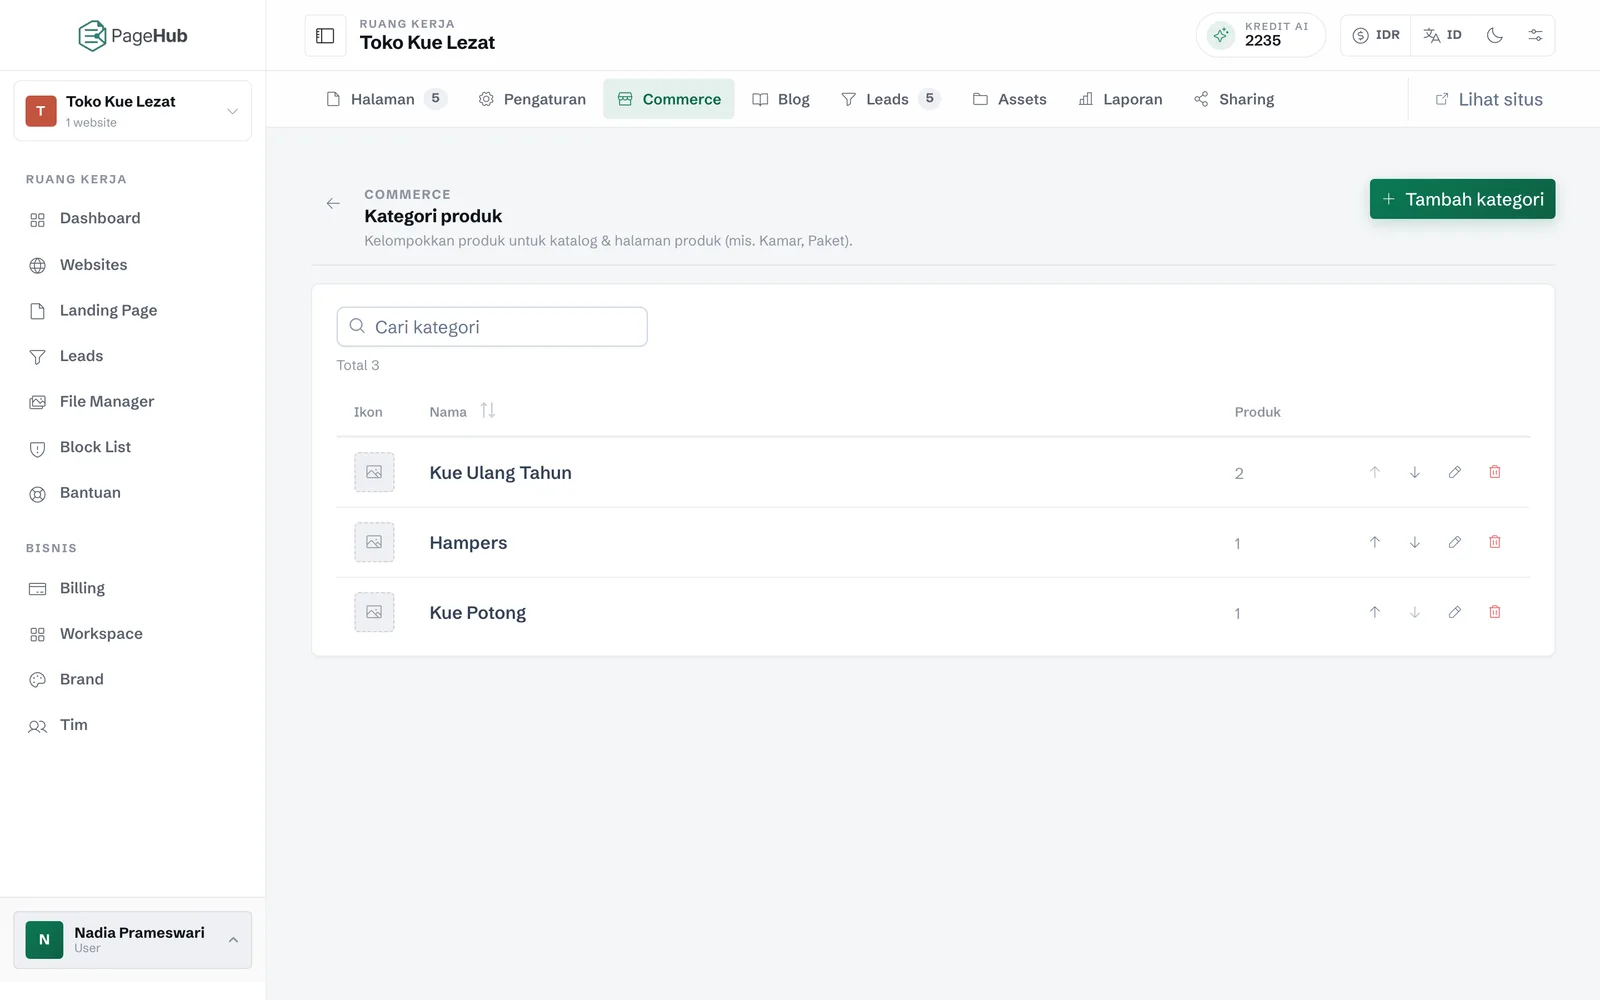 PageHub
RUANG KERJA
Toko Kue Lezat
KREDIT AI
2235
IDR
ID
T
Toko Kue Lezat
1 website
Halaman 5
Pengaturan
Commerce
Blog
Leads 5
Assets
Laporan
Sharing
Lihat situs
RUANG KERJA
Dashboard
Websites
Landing Page
Leads
File Manager
Block List
Bantuan
BISNIS
Billing
Workspace
Brand
Tim
N
Nadia Prameswari
User
COMMERCE
Kategori produk
Kelompokkan produk untuk katalog & halaman produk (mis. Kamar, Paket).
+ Tambah kategori
Cari kategori
Total 3
Ikon Nama Produk
Kue Ulang Tahun 2
Hampers 1
Kue Potong 1